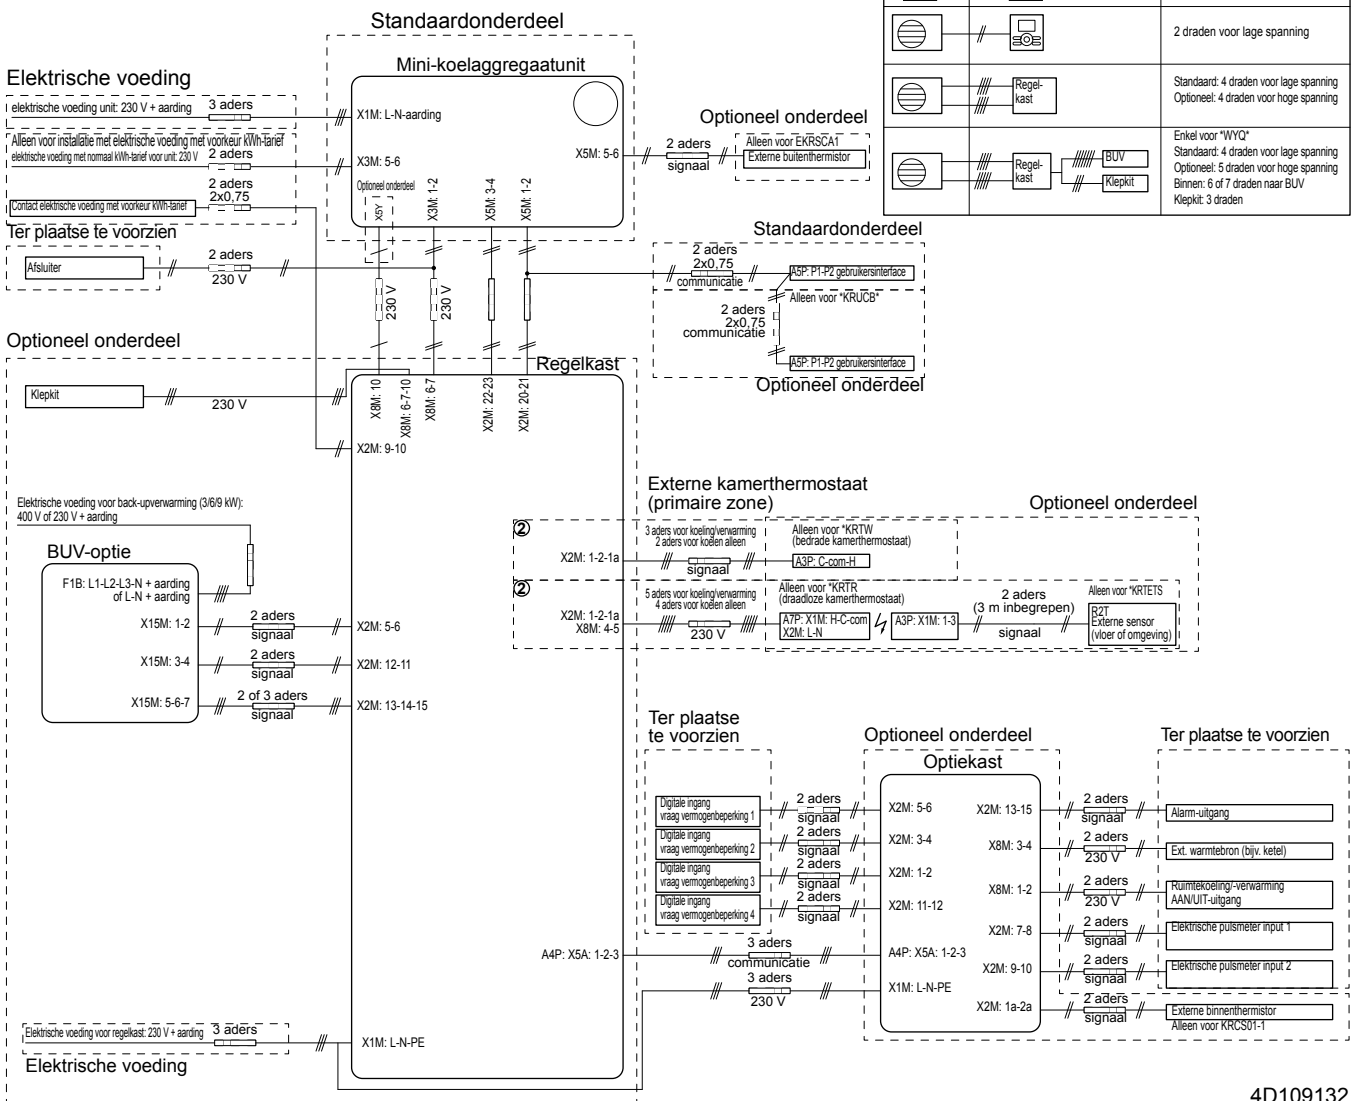 Standaardonderdeel
Mini-koelaggregaatunit
Elektrische voeding
elektrische voeding unit: 230 V + aarding
3 aders
X1M: L-N-aarding
Alleen voor installatie met elektrische voeding met voorkeur kWh-tarief
elektrische voeding met normaal kWh-tarief voor unit: 230 V
2 aders
X3M: 5-6
2 aders
2x0,75
Contact elektrische voeding met voorkeur kWh-tarief
Optioneel onderdeel
X5Y
X3M: 1-2
X5M: 3-4
X5M: 1-2
X5M: 5-6
2 aders
signaal
Optioneel onderdeel
Alleen voor EKRSCA1
Externe buitenthermistor
2 draden voor lage spanning
Regel-
kast
Standaard: 4 draden voor lage spanning
Optioneel: 4 draden voor hoge spanning
Regel-
kast
BUV
Klepkit
Enkel voor *WYQ*
Standaard: 4 draden voor lage spanning
Optioneel: 5 draden voor hoge spanning
Binnen: 6 of 7 draden naar BUV
Klepkit: 3 draden
Ter plaatse te voorzien
Afsluiter
2 aders
230 V
230 V
230 V
Standaardonderdeel
2 aders
2x0,75
communicatie
A5P: P1-P2 gebruikersinterface
Alleen voor *KRUCB*
2 aders
2x0,75
communicatie
A5P: P1-P2 gebruikersinterface
Optioneel onderdeel
Optioneel onderdeel
Klepkit
230 V
Regelkast
X8M: 10
X8M: 6-7-10
X8M: 6-7
X2M: 22-23
X2M: 20-21
X2M: 9-10
Elektrische voeding voor back-upverwarming (3/6/9 kW):
400 V of 230 V + aarding
BUV-optie
F1B: L1-L2-L3-N + aarding
of L-N + aarding
X15M: 1-2
2 aders
signaal
X2M: 5-6
X15M: 3-4
2 aders
signaal
X2M: 12-11
X15M: 5-6-7
2 of 3 aders
signaal
X2M: 13-14-15
Externe kamerthermostaat
(primaire zone)
Optioneel onderdeel
2
X2M: 1-2-1a
3 aders voor koeling/verwarming
2 aders voor koelen alleen
signaal
Alleen voor *KRTW
(bedrade kamerthermostaat)
A3P: C-com-H
2
X2M: 1-2-1a
X8M: 4-5
5 aders voor koeling/verwarming
4 aders voor koelen alleen
230 V
Alleen voor *KRTR
(draadloze kamerthermostaat)
A7P: X1M: H-C-com
X2M: L-N
A3P: X1M: 1-3
2 aders
(3 m inbegrepen)
signaal
Alleen voor *KRTETS
R2T
Externe sensor
(vloer of omgeving)
Ter plaatse
te voorzien
Optioneel onderdeel
Optiekast
Ter plaatse te voorzien
Digitale ingang
vraag vermogenbeperking 1
2 aders
signaal
X2M: 5-6
Digitale ingang
vraag vermogenbeperking 2
2 aders
signaal
X2M: 3-4
Digitale ingang
vraag vermogenbeperking 3
2 aders
signaal
X2M: 1-2
Digitale ingang
vraag vermogenbeperking 4
2 aders
signaal
X2M: 11-12
X2M: 13-15
2 aders
signaal
Alarm-uitgang
X8M: 3-4
2 aders
230 V
Ext. warmtebron (bijv. ketel)
X8M: 1-2
2 aders
230 V
Ruimtekoeling/-verwarming
AAN/UIT-uitgang
X2M: 7-8
2 aders
signaal
Elektrische pulsmeter input 1
X2M: 9-10
2 aders
signaal
Elektrische pulsmeter input 2
X2M: 1a-2a
2 aders
signaal
Externe binnenthermistor
Alleen voor KRCS01-1
A4P: X5A: 1-2-3
3 aders
communicatie
A4P: X5A: 1-2-3
3 aders
230 V
X1M: L-N-PE
Elektrische voeding voor regelkast: 230 V + aarding
3 aders
X1M: L-N-PE
Elektrische voeding
4D109132